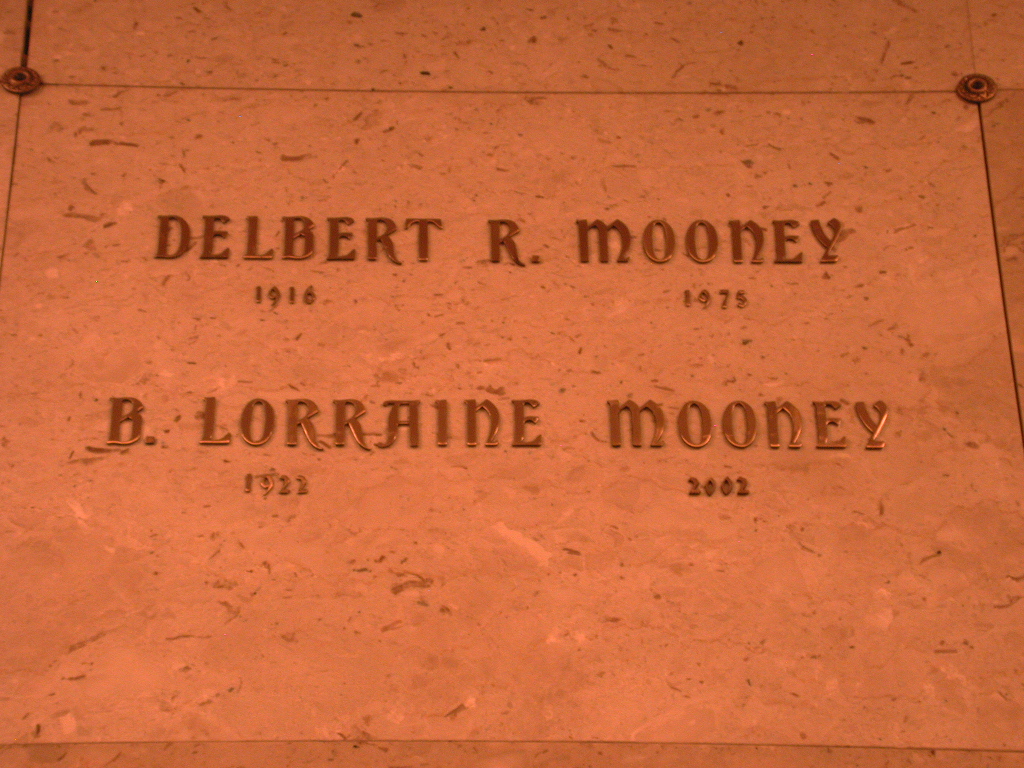 DELBERT R. MOONEY
1916 1975
B. LORRAINE MOONEY
1922 2002